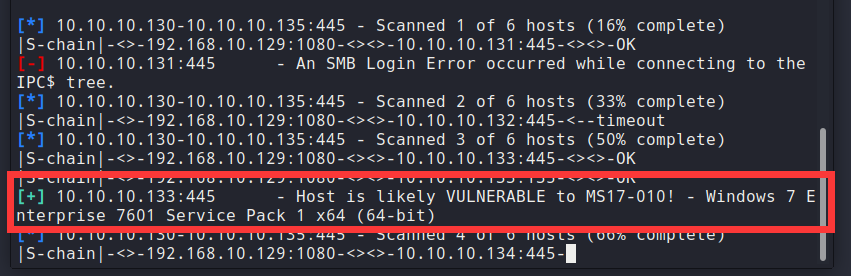 [*] 10.10.10.130-10.10.10.135:445 - Scanned 1 of 6 hosts (16% complete)
|S-chain|-<>-192.168.10.129:1080-<><>-10.10.10.131:445-<><>-OK
[-] 10.10.10.131:445      - An SMB Login Error occurred while connecting to the
IPC$ tree.
[*] 10.10.10.130-10.10.10.135:445 - Scanned 2 of 6 hosts (33% complete)
|S-chain|-<>-192.168.10.129:1080-<><>-10.10.10.132:445-<--timeout
[*] 10.10.10.130-10.10.10.135:445 - Scanned 3 of 6 hosts (50% complete)
|S-chain|-<>-192.168.10.129:1080-<><>-10.10.10.133:445-<><>-OK
|S-chain|-<>-192.168.10.129:1080-<><>-10.10.10.133:445-<><>-OK
[+] 10.10.10.133:445      - Host is likely VULNERABLE to MS17-010! - Windows 7 E
nterprise 7601 Service Pack 1 x64 (64-bit)
[*] 10.10.10.130-10.10.10.135:445 - Scanned 4 of 6 hosts (66% complete)
|S-chain|-<>-192.168.10.129:1080-<><>-10.10.10.134:445-